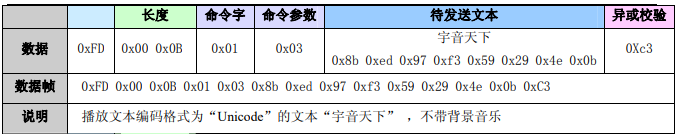 长度 命令字 命令参数 待发送文本 异或校验
数据 0xFD 0x00 0x0B 0x01 0x03 宇音天下 0Xc3
0x8b 0xed 0x97 0xf3 0x59 0x29 0x4e 0x0b
数据帧 0xFD 0x00 0x0B 0x01 0x03 0x8b 0xed 0x97 0xf3 0x59 0x29 0x4e 0x0b 0xC3
说明 播放文本编码格式为“Unicode”的文本“宇音天下” ，不带背景音乐